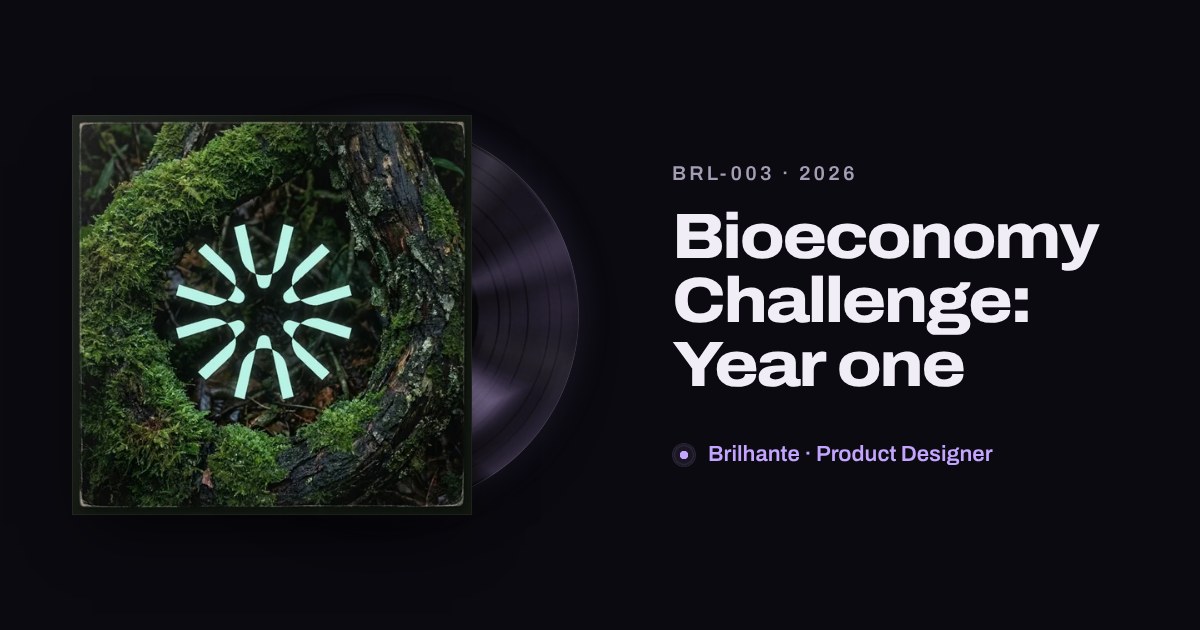 BRL-003 · 2026
Bioeconomy
Challenge:
Year one
Brilhante · Product Designer